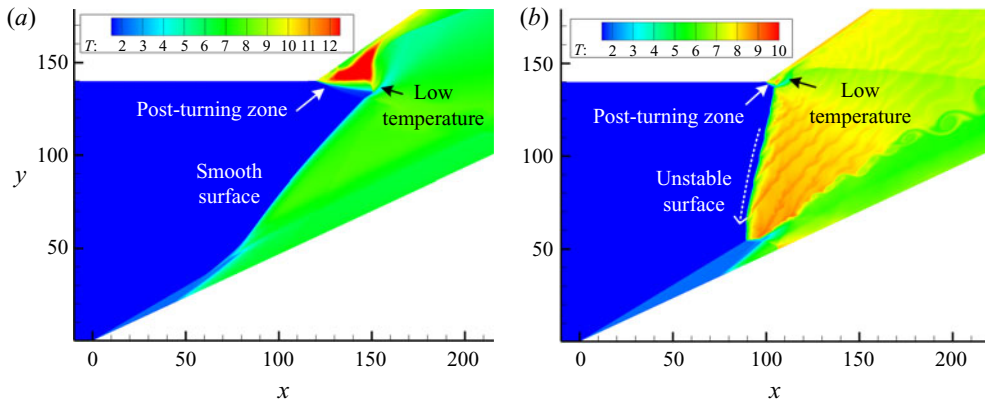 (a)
T: 2 3 4 5 6 7 8 9 10 11 12
150
Post-turning zone
Low
temperature
100
y
Smooth
surface
50
0
0 50 100 150 200
x
(b)
T: 2 3 4 5 6 7 8 9 10
150
Post-turning zone
Low
temperature
100
Unstable
surface
50
0
0 50 100 150 200
x